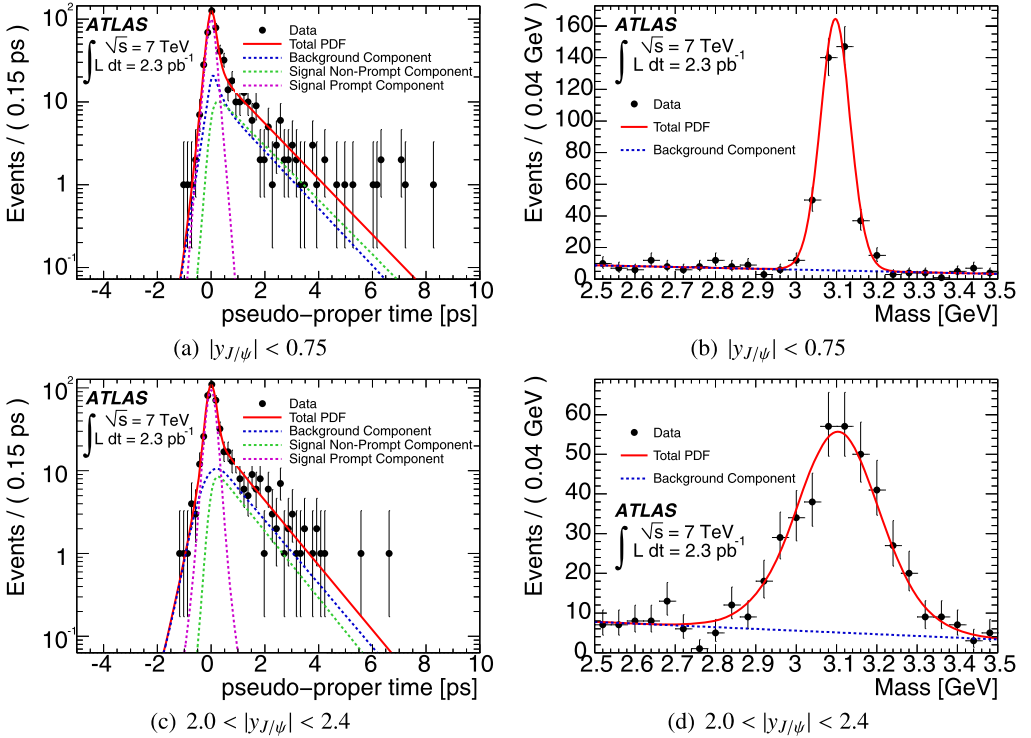 Events / ( 0.15 ps )
10²
10
1
10⁻¹
ATLAS
∫ √s = 7 TeV
L dt = 2.3 pb⁻¹
Data
Total PDF
Background Component
Signal Non-Prompt Component
Signal Prompt Component
-4 -2 0 2 4 6 8 10
pseudo-proper time [ps]
(a) |y_{J/ψ}| < 0.75
Events / ( 0.04 GeV )
160
140
120
100
80
60
40
20
0
ATLAS
∫ √s = 7 TeV
L dt = 2.3 pb⁻¹
Data
Total PDF
Background Component
2.5 2.6 2.7 2.8 2.9 3 3.1 3.2 3.3 3.4 3.5
Mass [GeV]
(b) |y_{J/ψ}| < 0.75
Events / ( 0.15 ps )
10²
10
1
10⁻¹
ATLAS
∫ √s = 7 TeV
L dt = 2.3 pb⁻¹
Data
Total PDF
Background Component
Signal Non-Prompt Component
Signal Prompt Component
-4 -2 0 2 4 6 8 10
pseudo-proper time [ps]
(c) 2.0 < |y_{J/ψ}| < 2.4
Events / ( 0.04 GeV )
60
50
40
30
20
10
0
Data
Total PDF
Background Component
ATLAS
∫ √s = 7 TeV
L dt = 2.3 pb⁻¹
2.5 2.6 2.7 2.8 2.9 3 3.1 3.2 3.3 3.4 3.5
Mass [GeV]
(d) 2.0 < |y_{J/ψ}| < 2.4